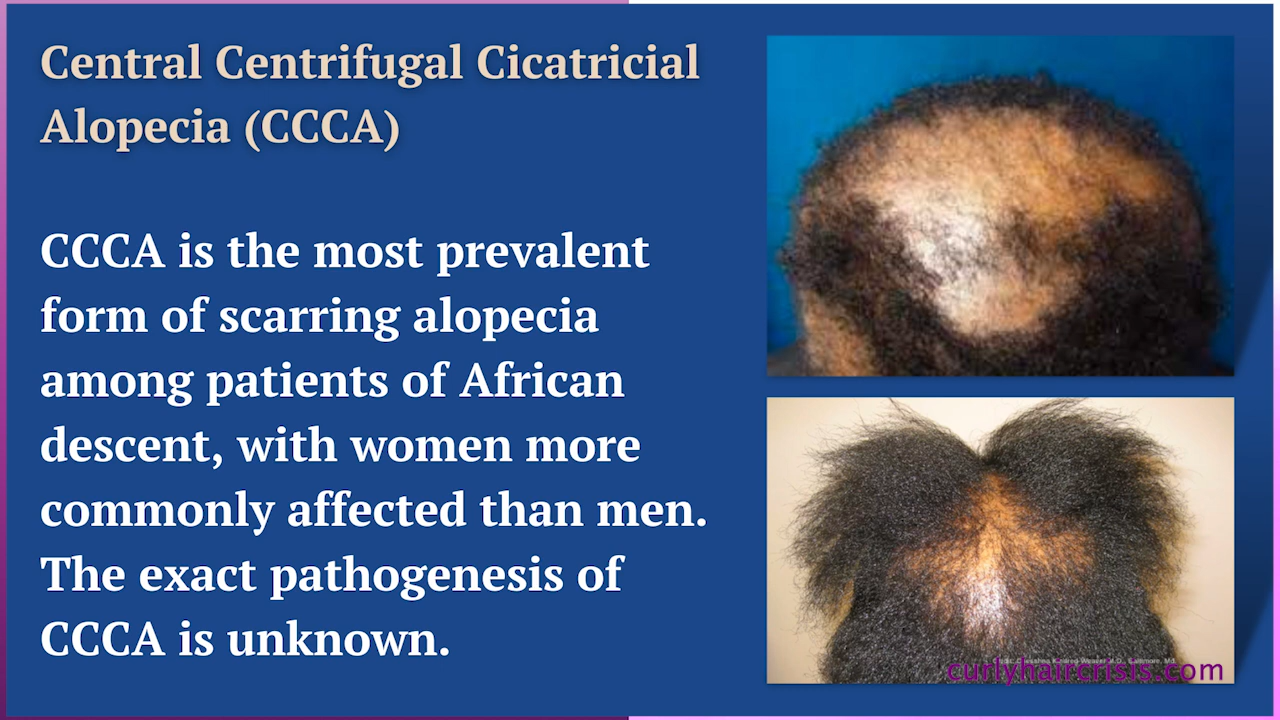 Central Centrifugal Cicatricial
Alopecia (CCCA)
CCCA is the most prevalent
form of scarring alopecia
among patients of African
descent, with women more
commonly affected than men.
The exact pathogenesis of
CCCA is unknown.
curlyhaircrisis.com